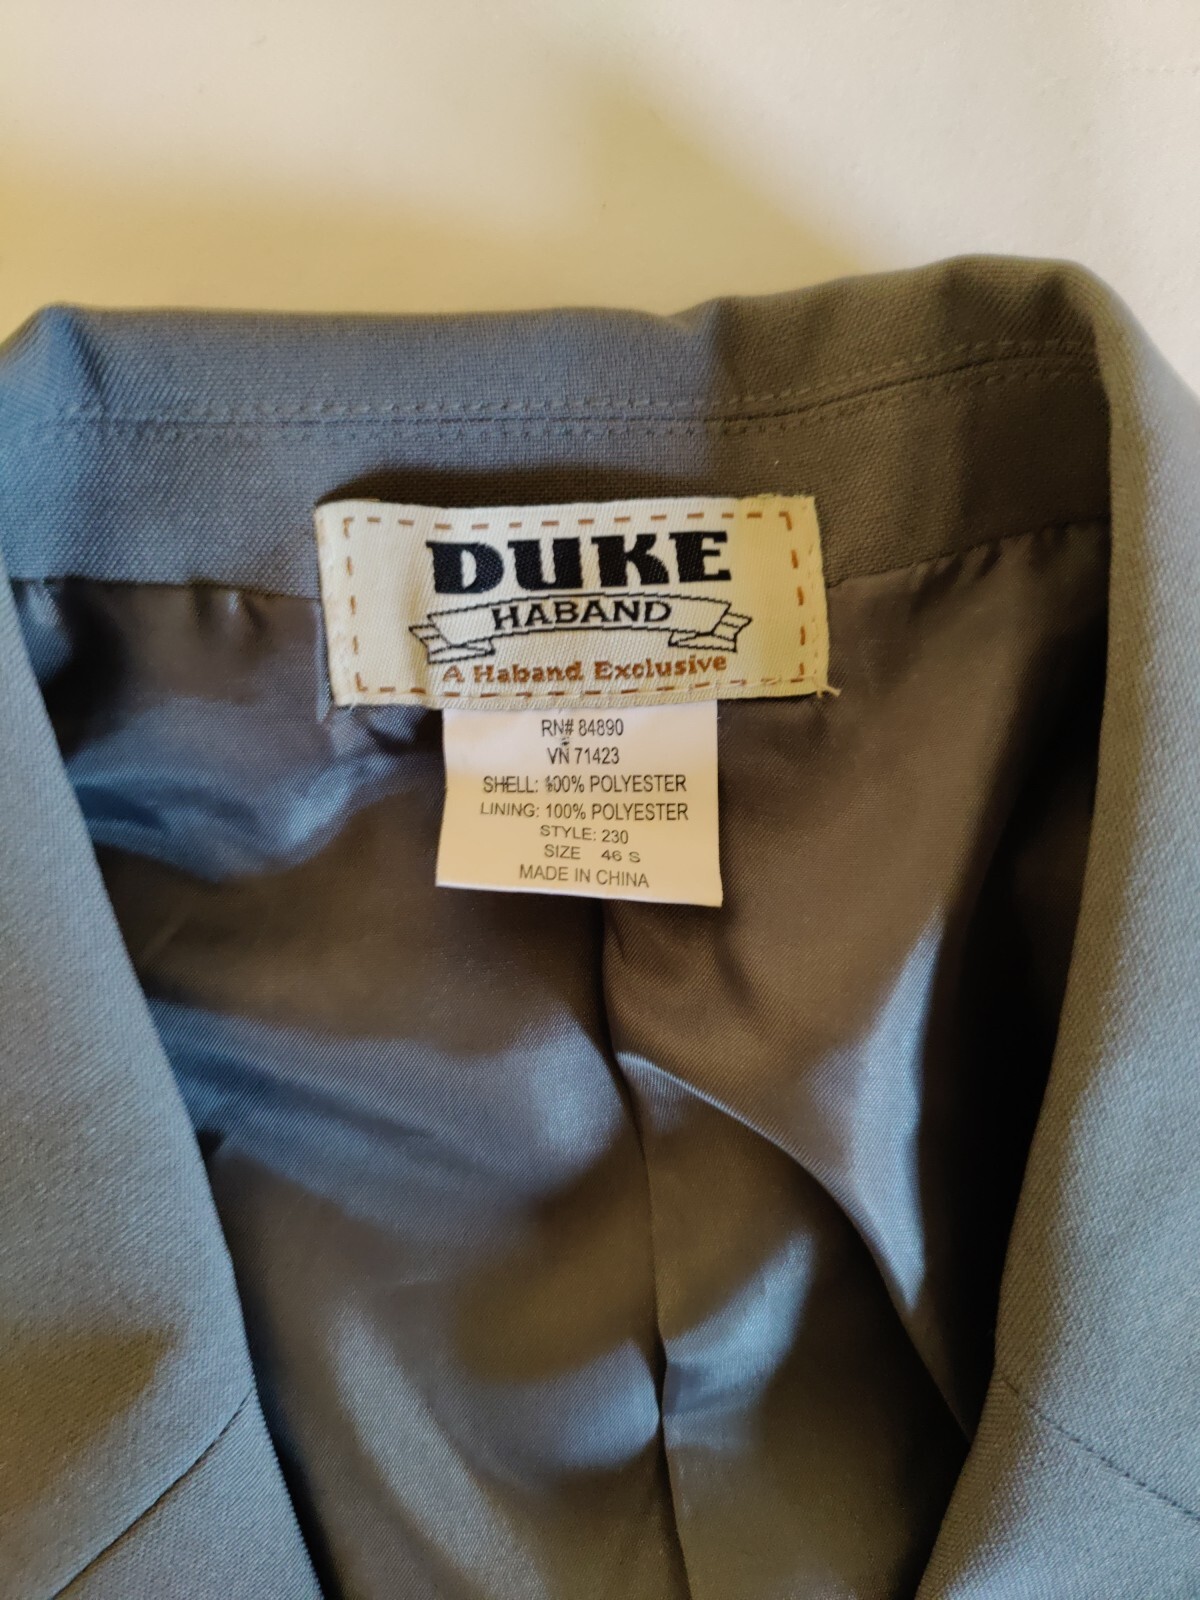 DUKE
HABAND
A Haband Exclusive
RN# 84890
VN 71423
SHELL: 100% POLYESTER
LINING: 100% POLYESTER
STYLE: 230
SIZE 46 S
MADE IN CHINA